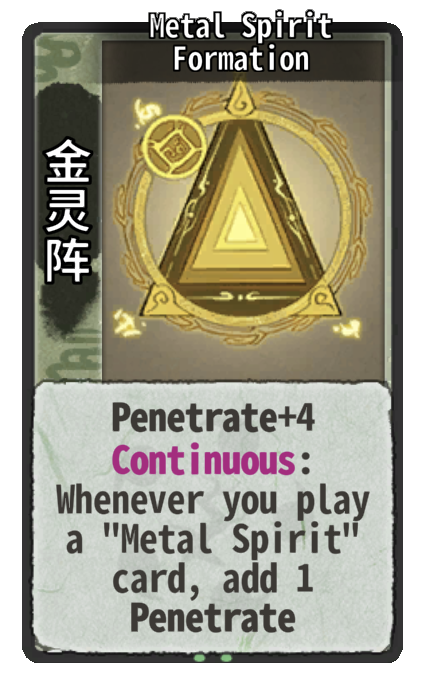 Metal Spirit
Formation
金灵阵
Penetrate+4
Continuous:
Whenever you play
a "Metal Spirit"
card, add 1
Penetrate